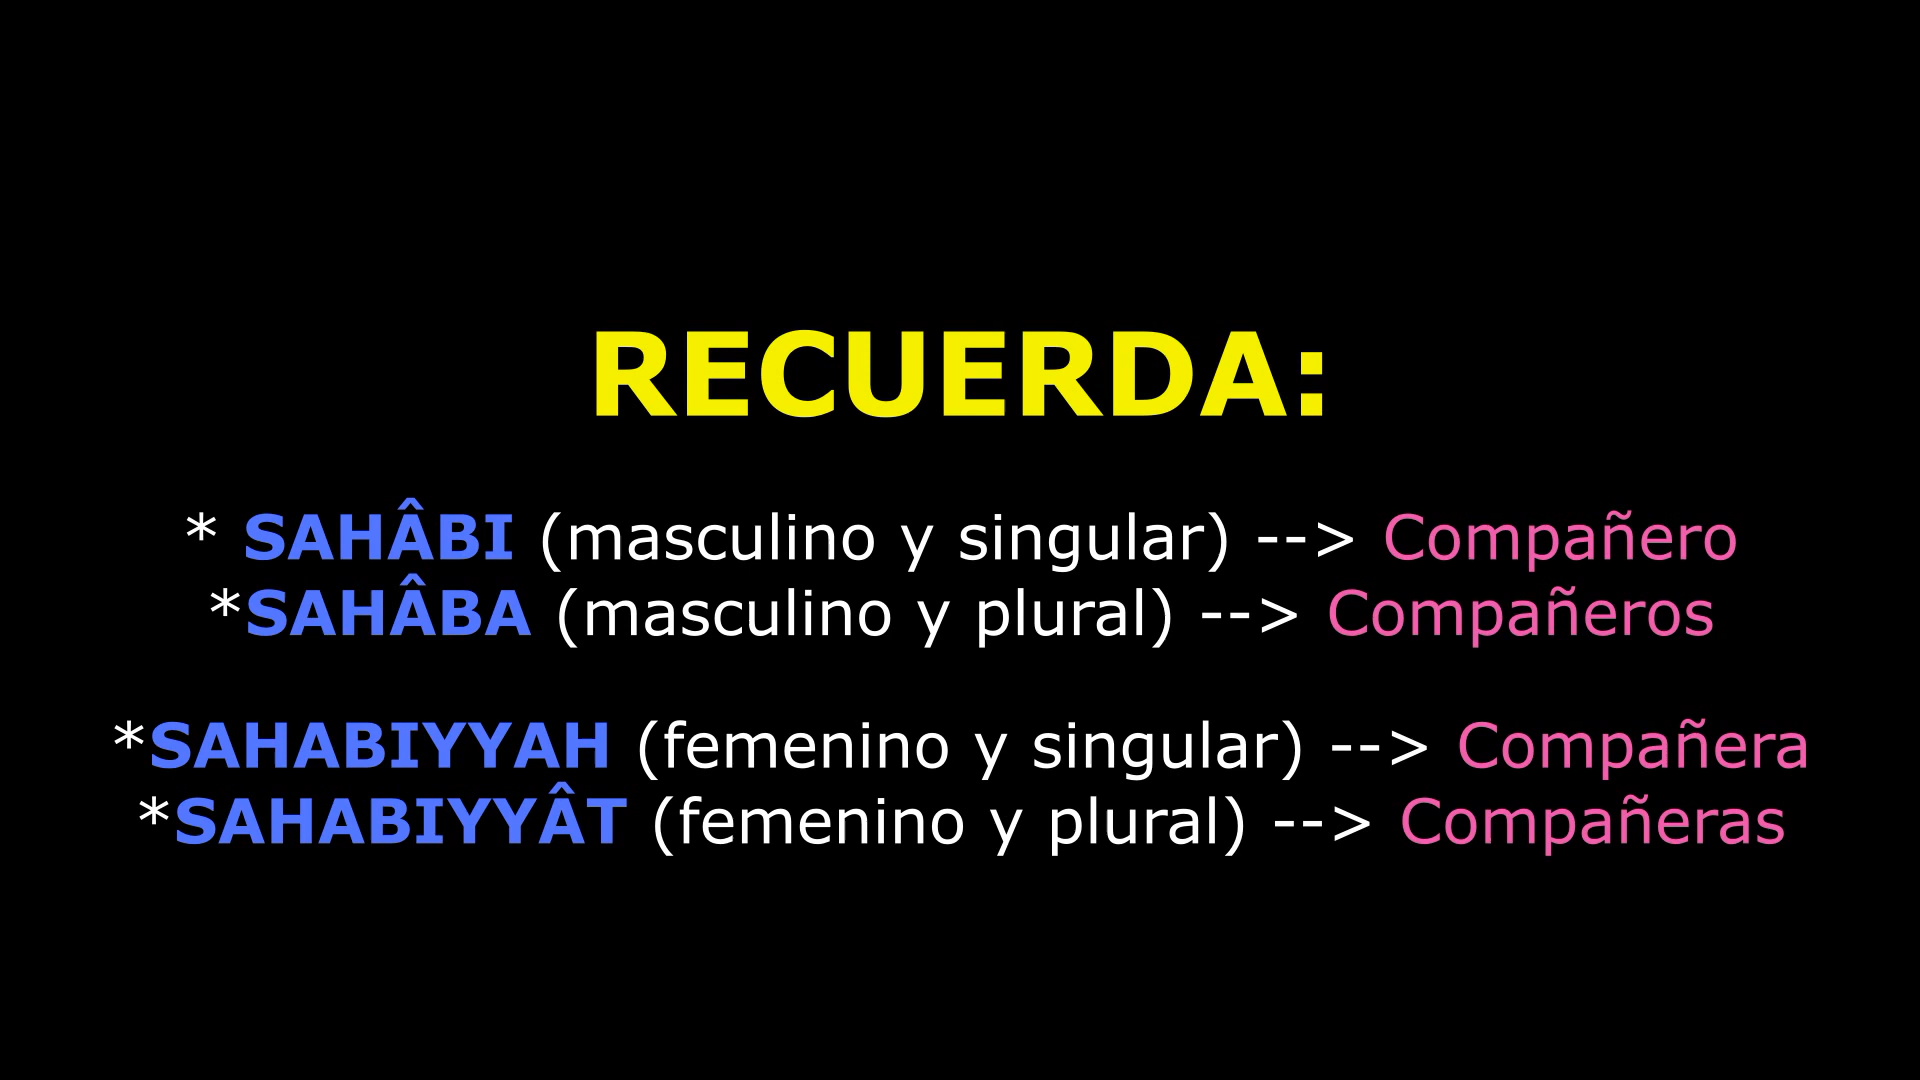 RECUERDA:
* SAHÂBI (masculino y singular) --> Compañero
*SAHÂBA (masculino y plural) --> Compañeros
*SAHABIYYAH (femenino y singular) --> Compañera
*SAHABIYYÂT (femenino y plural) --> Compañeras